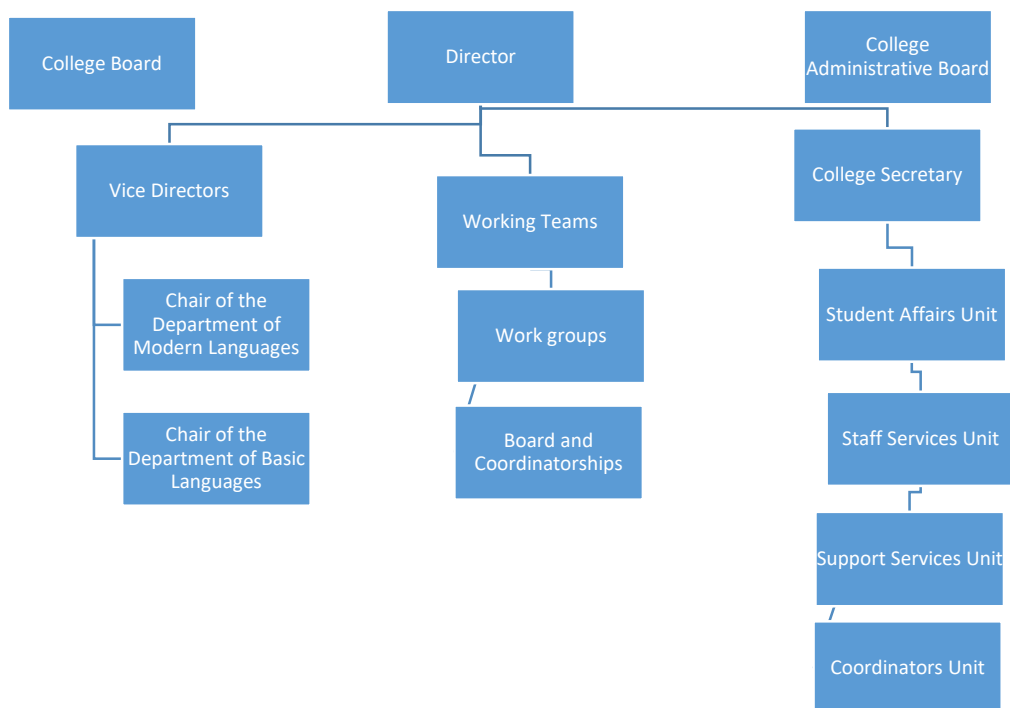 College Board
Director
College
Administrative Board
Vice Directors
Working Teams
College Secretary
Chair of the
Department of
Modern Languages
Work groups
Student Affairs Unit
Chair of the
Department of Basic
Languages
Board and
Coordinatorships
Staff Services Unit
Support Services Unit
Coordinators Unit